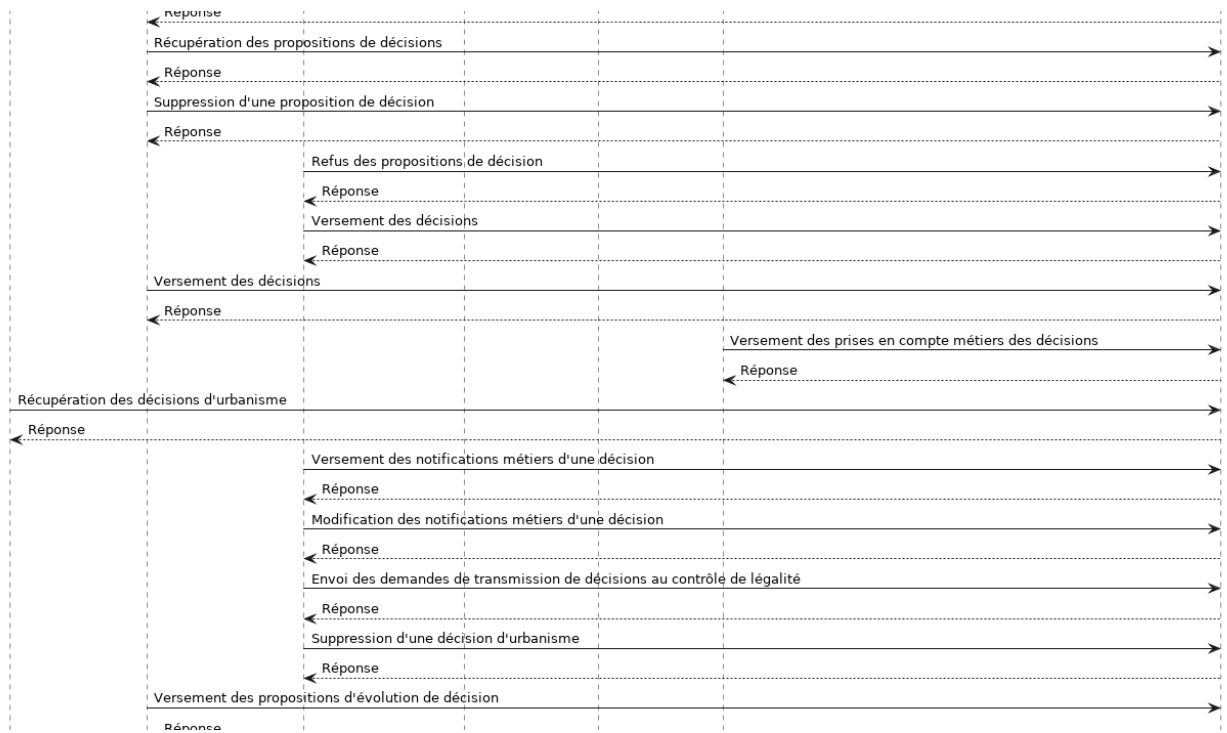 Réponse
Récupération des propositions de décisions
Réponse
Suppression d'une proposition de décision
Réponse
Refus des propositions de décision
Réponse
Versement des décisions
Réponse
Versement des décisions
Réponse
Versement des prises en compte métiers des décisions
Réponse
Récupération des décisions d'urbanisme
Réponse
Versement des notifications métiers d'une décision
Réponse
Modification des notifications métiers d'une décision
Réponse
Envoi des demandes de transmission de décisions au contrôle de légalité
Réponse
Suppression d'une décision d'urbanisme
Réponse
Versement des propositions d'évolution de décision
Réponse